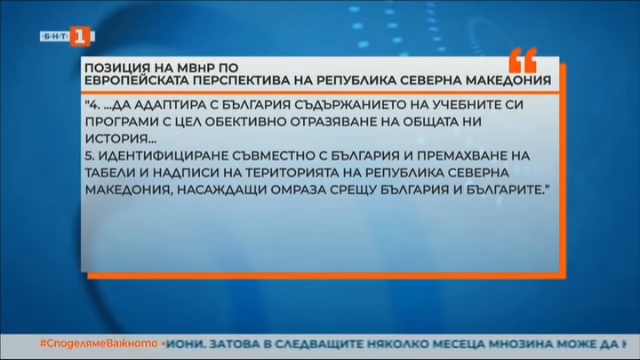 БНТ 1
ПОЗИЦИЯ НА МВнР ПО
ЕВРОПЕЙСКАТА ПЕРСПЕКТИВА НА РЕПУБЛИКА СЕВЕРНА МАКЕДОНИЯ
"4. ...ДА АДАПТИРА С БЪЛГАРИЯ СЪДЪРЖАНИЕТО НА УЧЕБНИТЕ СИ
ПРОГРАМИ С ЦЕЛ ОБЕКТИВНО ОТРАЗЯВАНЕ НА ОБЩАТА НИ
ИСТОРИЯ...
5. ИДЕНТИФИЦИРАНЕ СЪВМЕСТНО С БЪЛГАРИЯ И ПРЕМАХВАНЕ НА
ТАБЕЛИ И НАДПИСИ НА ТЕРИТОРИЯТА НА РЕПУБЛИКА СЕВЕРНА
МАКЕДОНИЯ, НАСАЖДАЩИ ОМРАЗА СРЕЩУ БЪЛГАРИЯ И БЪЛГАРИТЕ."
#СподелямеВажното • ИОНИ. ЗАТОВА В СЛЕДВАЩИТЕ НЯКОЛКО МЕСЕЦА МНОЗИНА МОЖЕ ДА